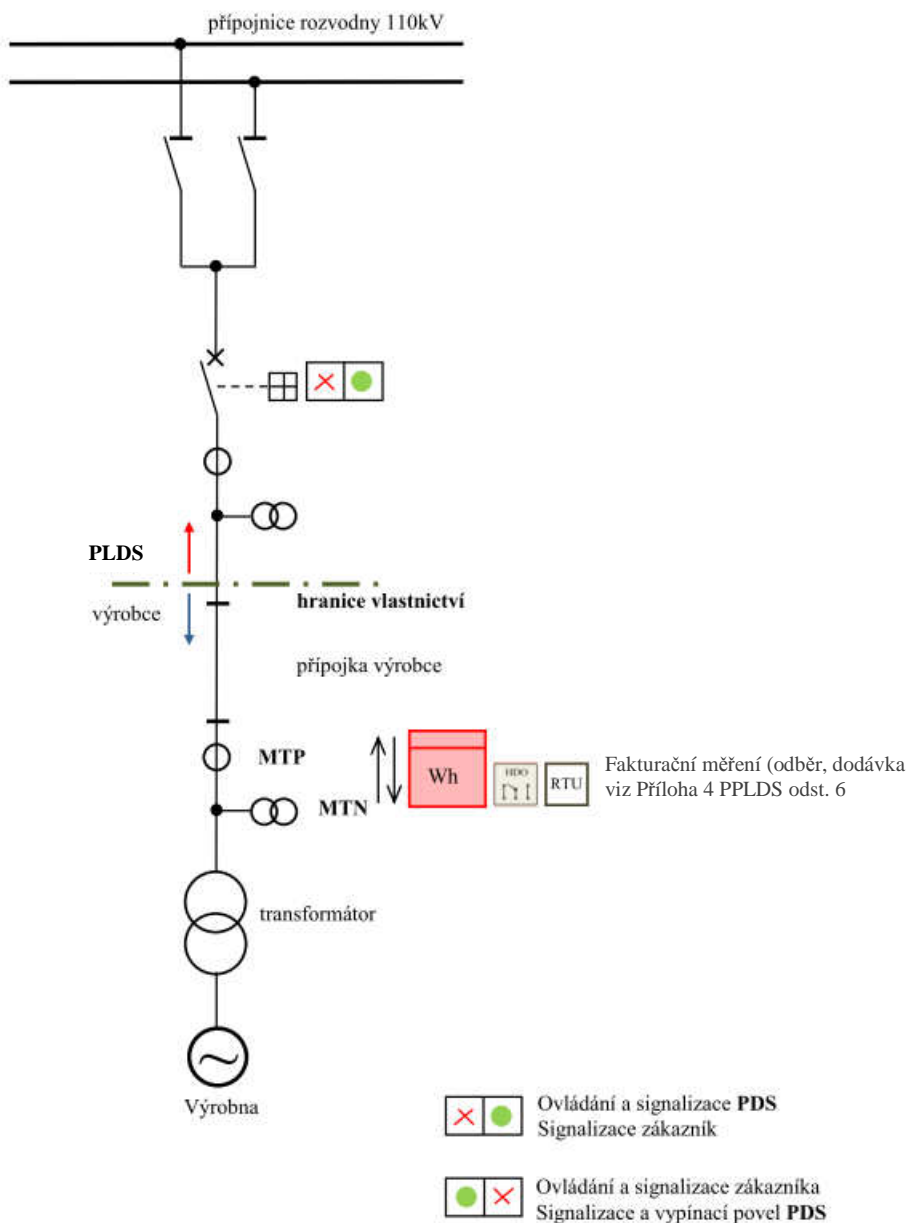 přípojnice rozvodny 110kV
PLDS
hranice vlastnictví
výrobce
přípojka výrobce
MTP
Wh
HDO
RTU
Fakturační měření (odběr, dodávka
viz Příloha 4 PPLDS odst. 6
MTN
transformátor
Výrobna
Ovládání a signalizace PDS
Signalizace zákazník
Ovládání a signalizace zákazníka
Signalizace a vypínací povel PDS